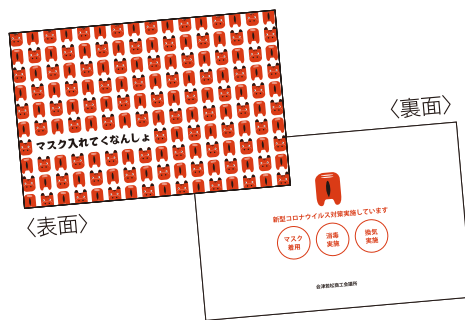 マスク入れてくなんしょ
〈表面〉
〈裏面〉
新型コロナウイルス対策実施しています
マスク
着用
消毒
実施
換気
実施
会津若松商工会議所